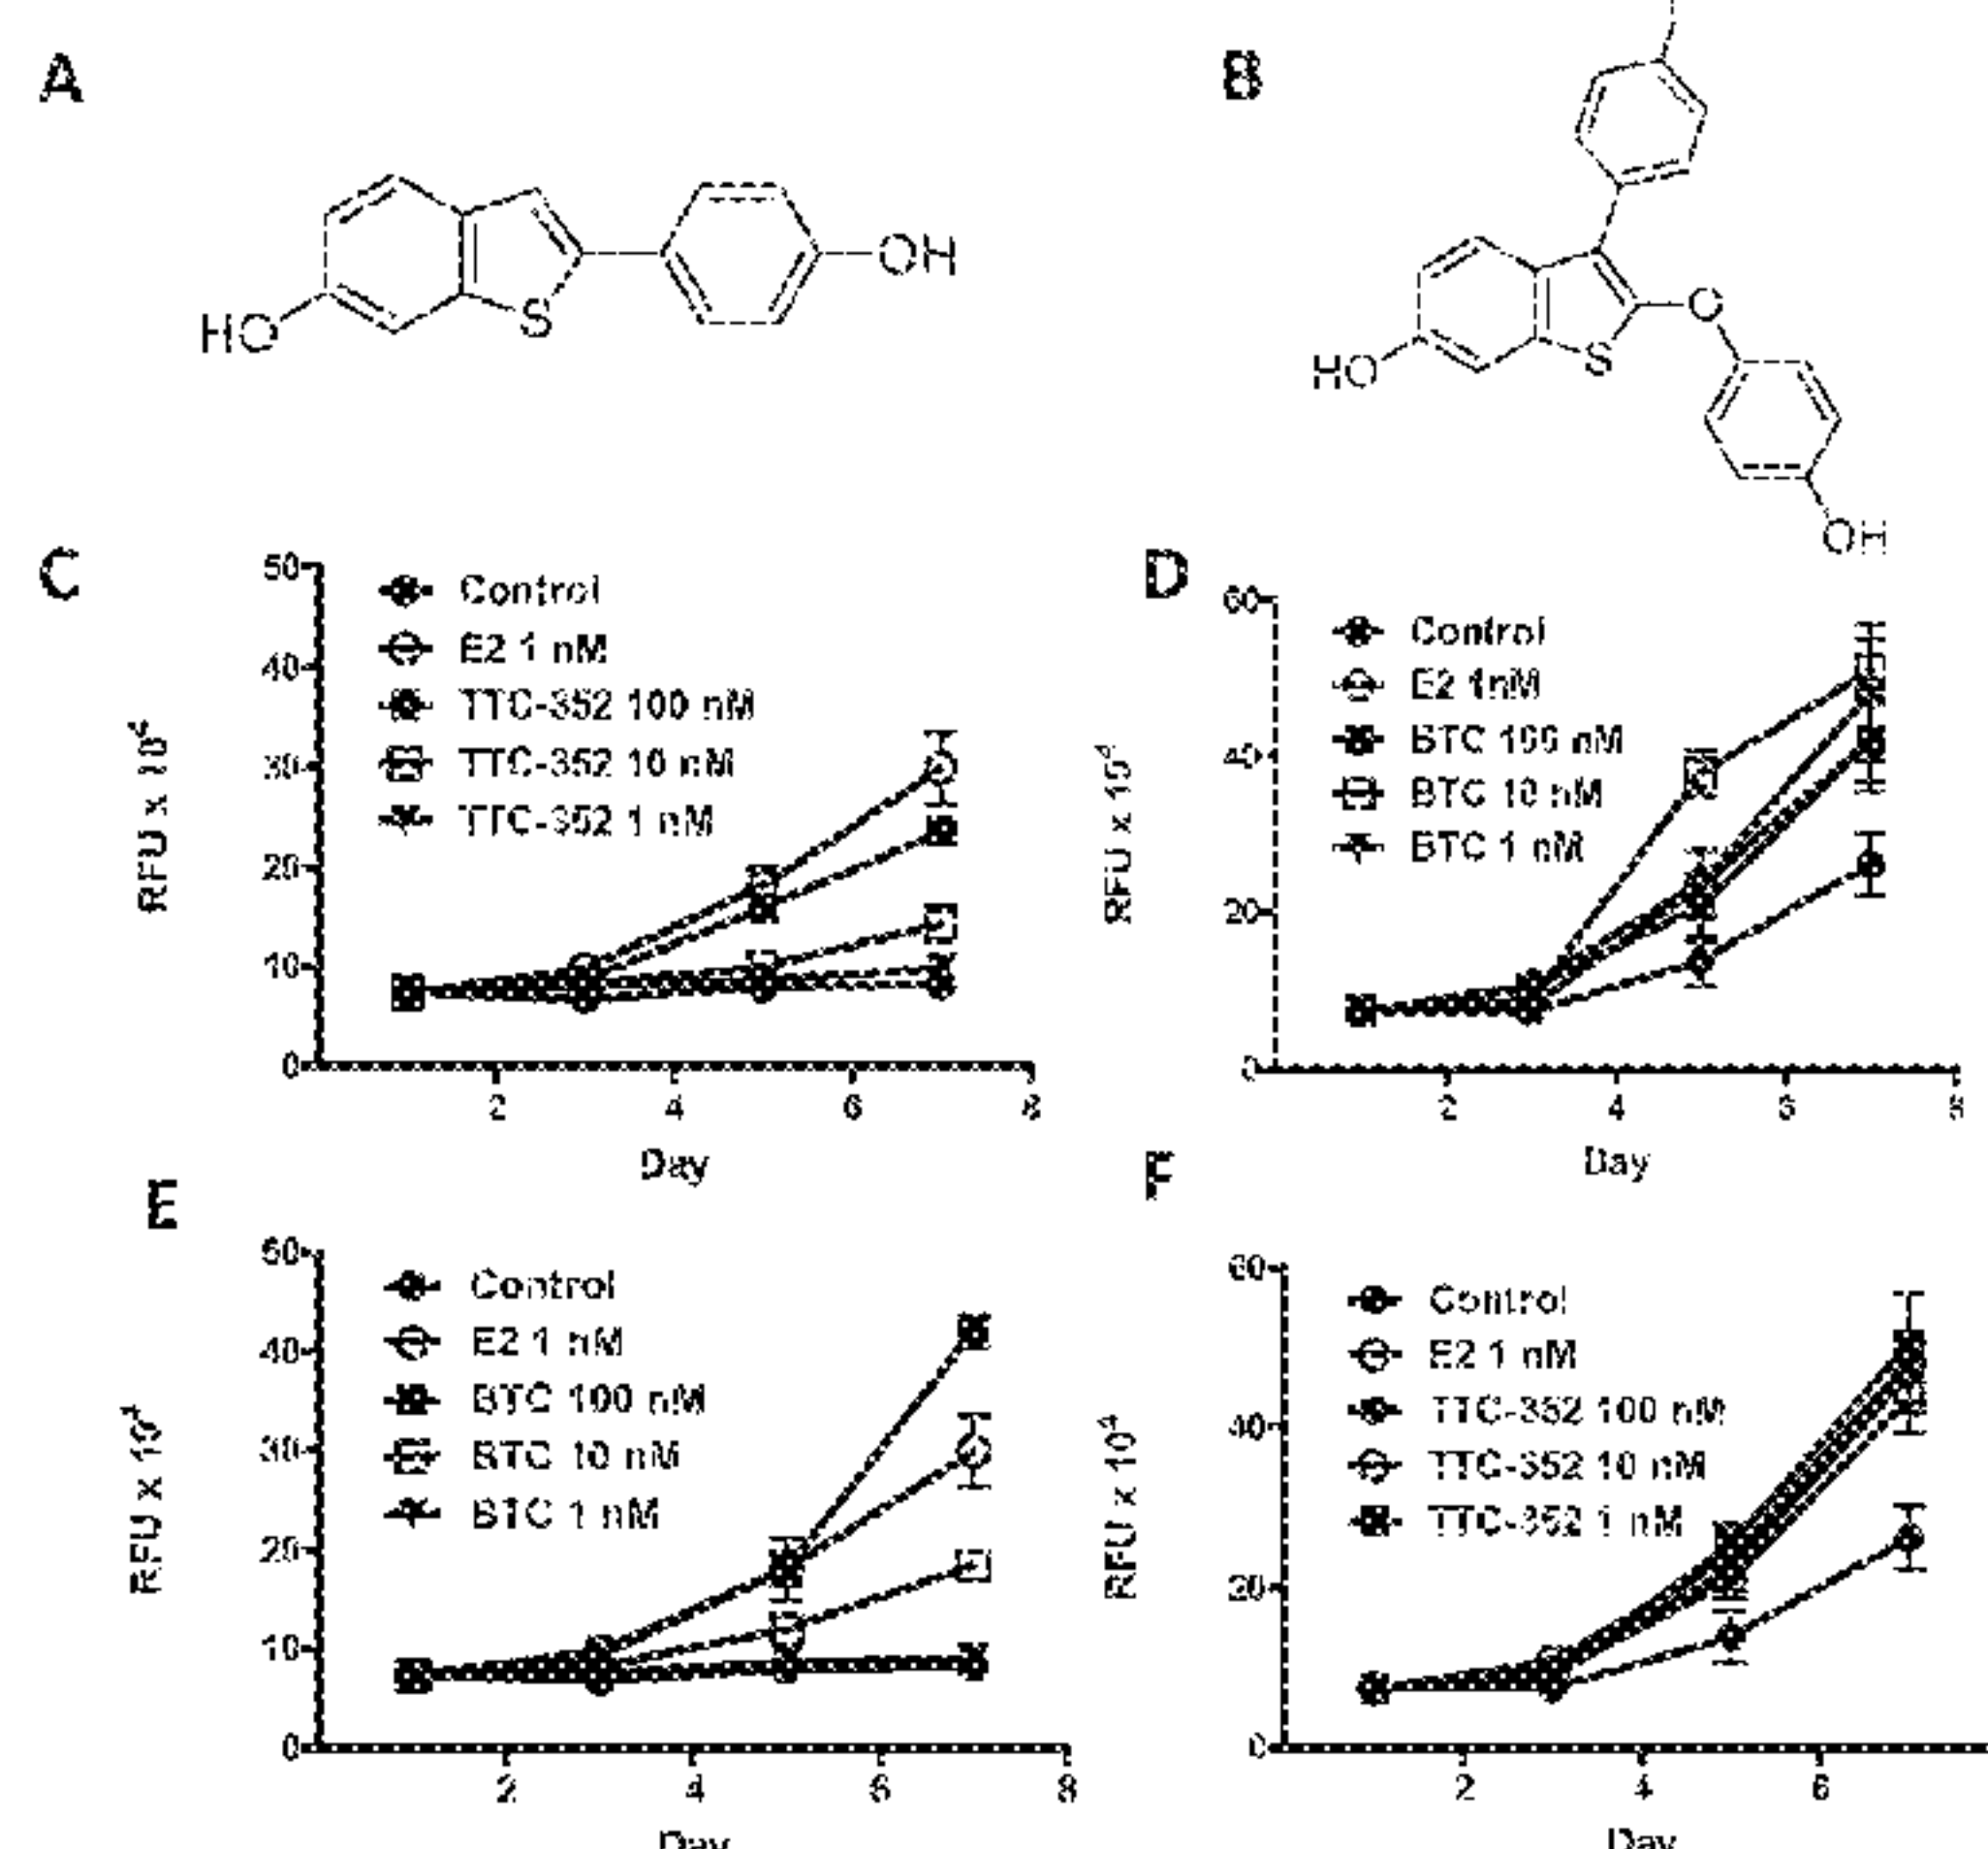 A
B
HO
S
OH
HO
S
O
OH
C
50
40
30
20
10
0
Control
E2 1 nM
TTC-352 100 nM
TTC-352 10 nM
TTC-352 1 nM
RFU x 10⁴
2 4 6 8
Day
D
60
40
20
0
Control
E2 1nM
BTC 100 nM
BTC 10 nM
BTC 1 nM
RFU x 10⁴
2 4 6 8
Day
E
50
40
30
20
10
0
Control
E2 1 nM
BTC 100 nM
BTC 10 nM
BTC 1 nM
RFU x 10⁴
2 4 6 8
Day
F
60
40
20
0
Control
E2 1 nM
TTC-352 100 nM
TTC-352 10 nM
TTC-352 1 nM
RFU x 10⁴
2 4 6
Day